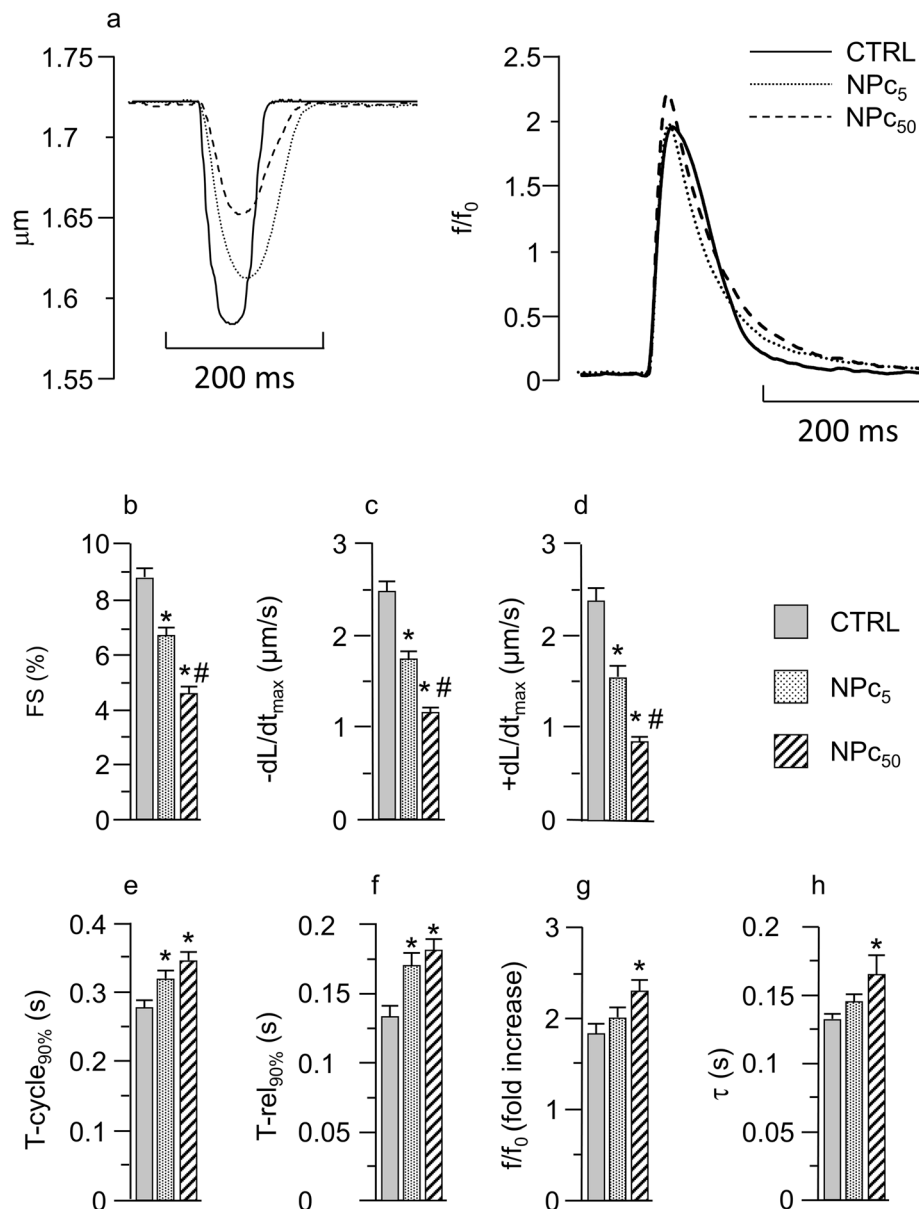 a
1.75
1.7
1.65
1.6
1.55
μm
200 ms
2.5
2
1.5
1
0.5
0
f/f0
200 ms
CTRL
NPc5
NPc50
b
10
8
6
4
2
0
FS (%)
*
*#
c
3
2
1
0
-dL/dtmax (μm/s)
*
*#
d
3
2
1
0
+dL/dtmax (μm/s)
*
*#
CTRL
NPc5
NPc50
e
0.4
0.3
0.2
0.1
0
T-cycle90% (s)
*
*
f
0.2
0.15
0.1
0.05
0
T-rel90% (s)
*
*
g
3
2
1
0
f/f0 (fold increase)
*
h
0.2
0.15
0.1
0.05
0
τ (s)
*